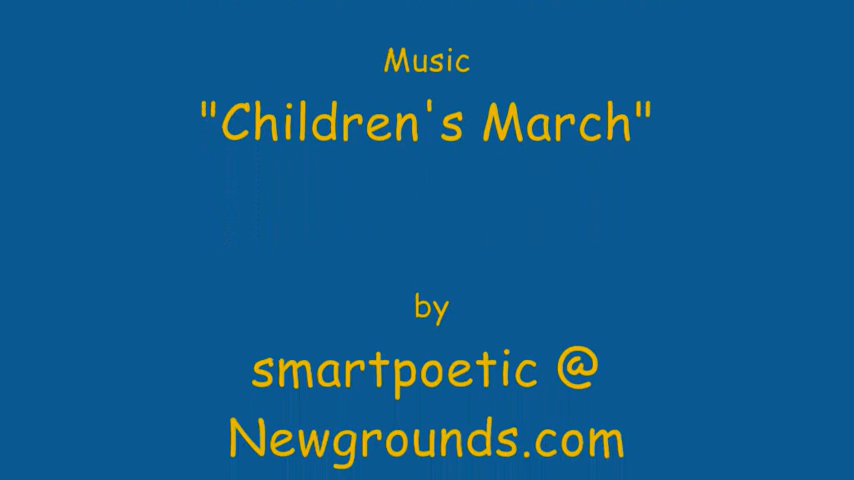 Music
"Children's March"
by
smartpoetic @
Newgrounds.com